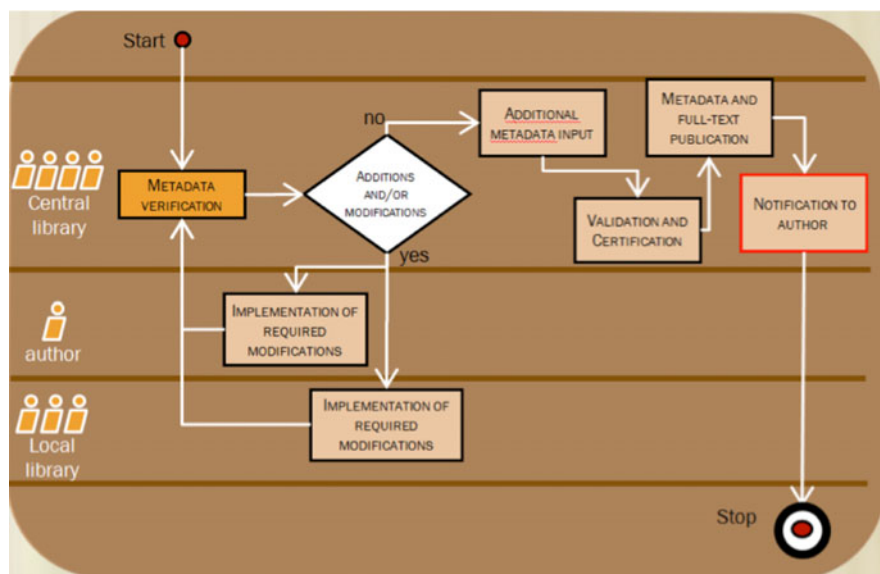 Start
no
ADDITIONAL
METADATA INPUT
METADATA AND
FULL-TEXT
PUBLICATION
Central
library
METADATA
VERIFICATION
ADDITIONS
AND/OR
MODIFICATIONS
VALIDATION AND
CERTIFICATION
NOTIFICATION TO
AUTHOR
yes
author
IMPLEMENTATION OF
REQUIRED
MODIFICATIONS
Local
library
IMPLEMENTATION OF
REQUIRED
MODIFICATIONS
Stop